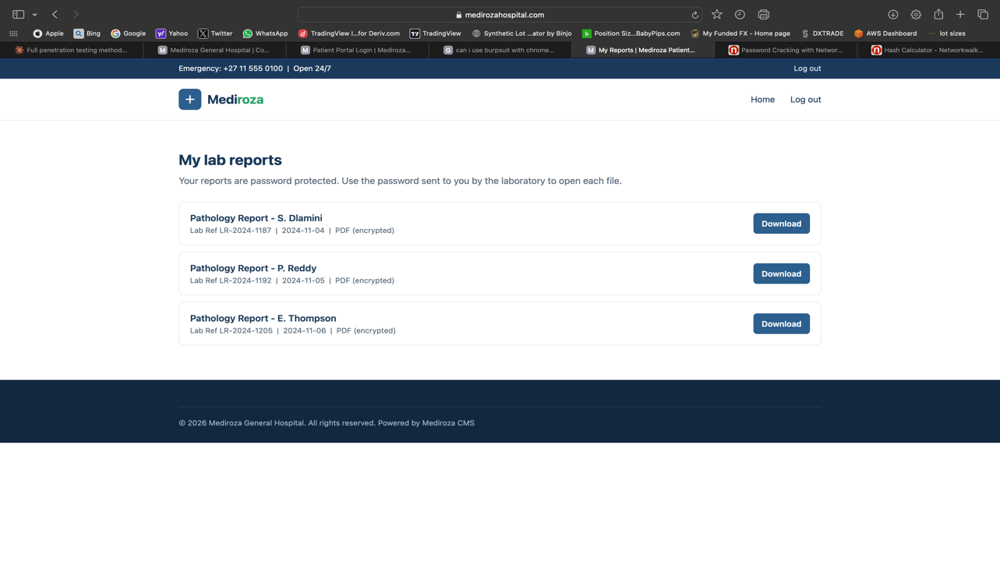 medirozahospital.com
Apple
Bing
Google
Yahoo
Twitter
WhatsApp
TradingView I...for Deriv.com
TradingView
Synthetic Lot ...ator by Binjo
Position Siz...BabyPips.com
My Funded FX - Home page
DXTRADE
AWS Dashboard
lot sizes
Full penetration testing method...
Mediroza General Hospital | Co...
Patient Portal Login | Mediroza...
can i use burpsuit with chrome...
My Reports | Mediroza Patient...
Password Cracking with Networ...
Hash Calculator - Networkwalk...
Emergency: +27 11 555 0100 | Open 24/7
Log out
Mediroza
Home
Log out
My lab reports
Your reports are password protected. Use the password sent to you by the laboratory to open each file.
Pathology Report - S. Dlamini
Lab Ref LR-2024-1187 | 2024-11-04 | PDF (encrypted)
Download
Pathology Report - P. Reddy
Lab Ref LR-2024-1192 | 2024-11-05 | PDF (encrypted)
Download
Pathology Report - E. Thompson
Lab Ref LR-2024-1205 | 2024-11-06 | PDF (encrypted)
Download
© 2026 Mediroza General Hospital. All rights reserved. Powered by Mediroza CMS